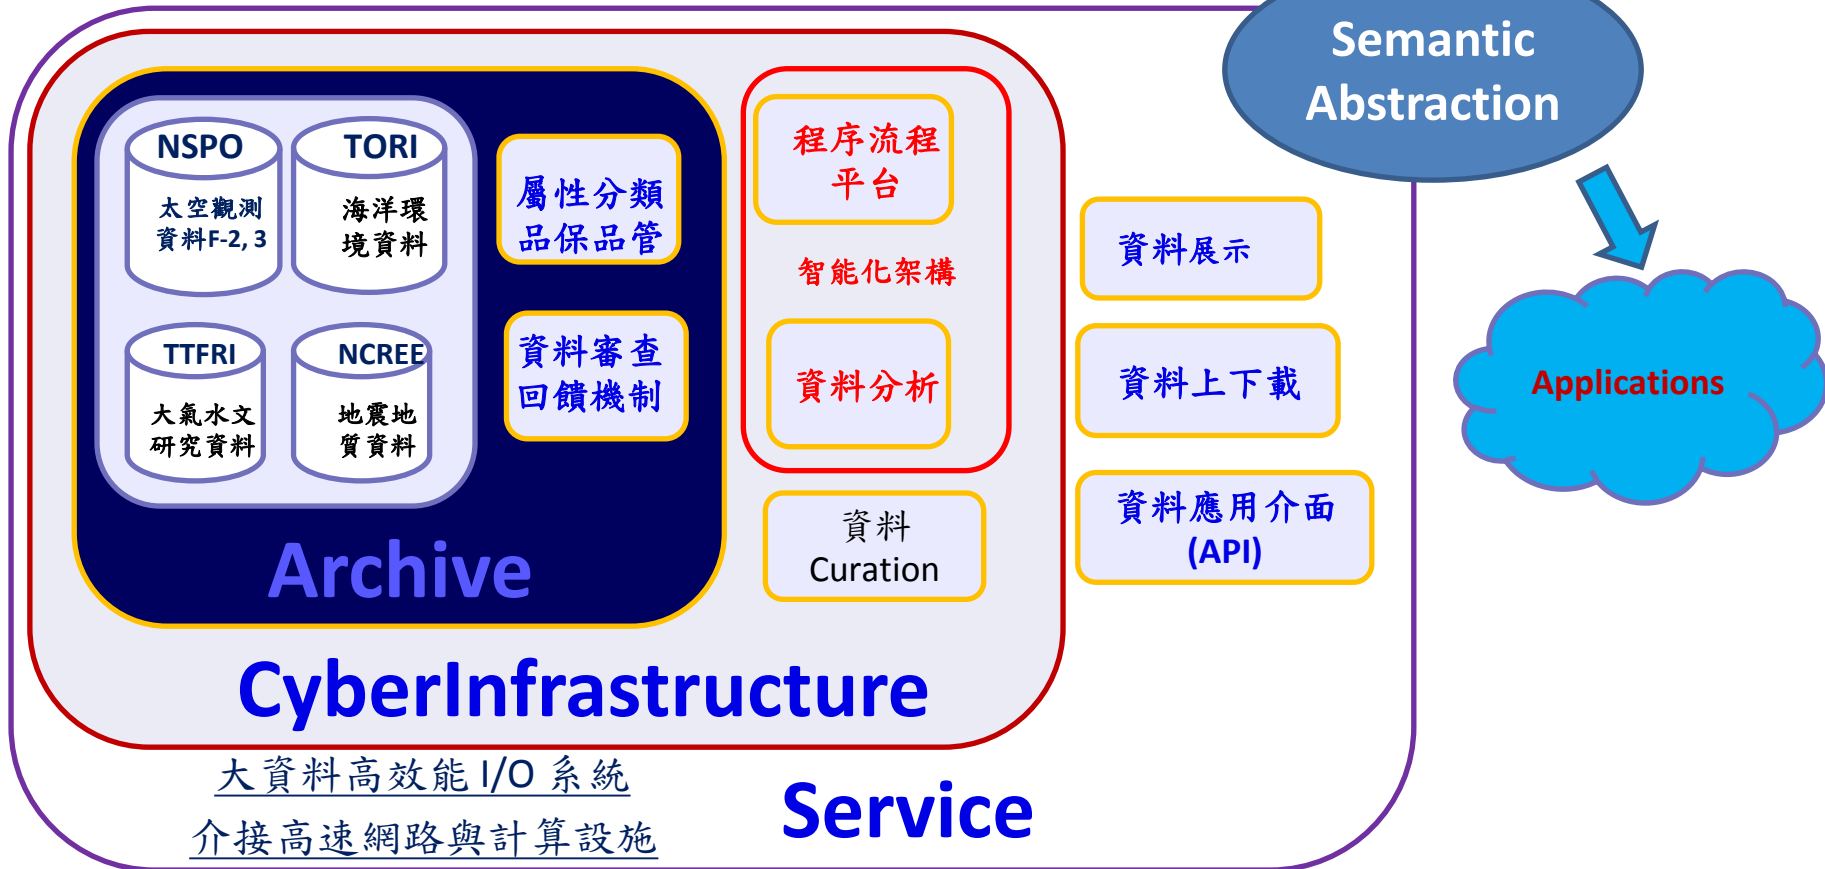 Semantic
Abstraction
NSPO
太空觀測
資料F-2, 3
TORI
海洋環
境資料
TTFRI
大氣水文
研究資料
NCREE
地震地
質資料
屬性分類
品保品管
資料審查
回饋機制
Archive
程序流程
平台
智能化架構
資料分析
資料
Curation
CyberInfrastructure
資料展示
資料上下載
資料應用介面
(API)
Applications
大資料高效能 I/O 系統
介接高速網路與計算設施
Service